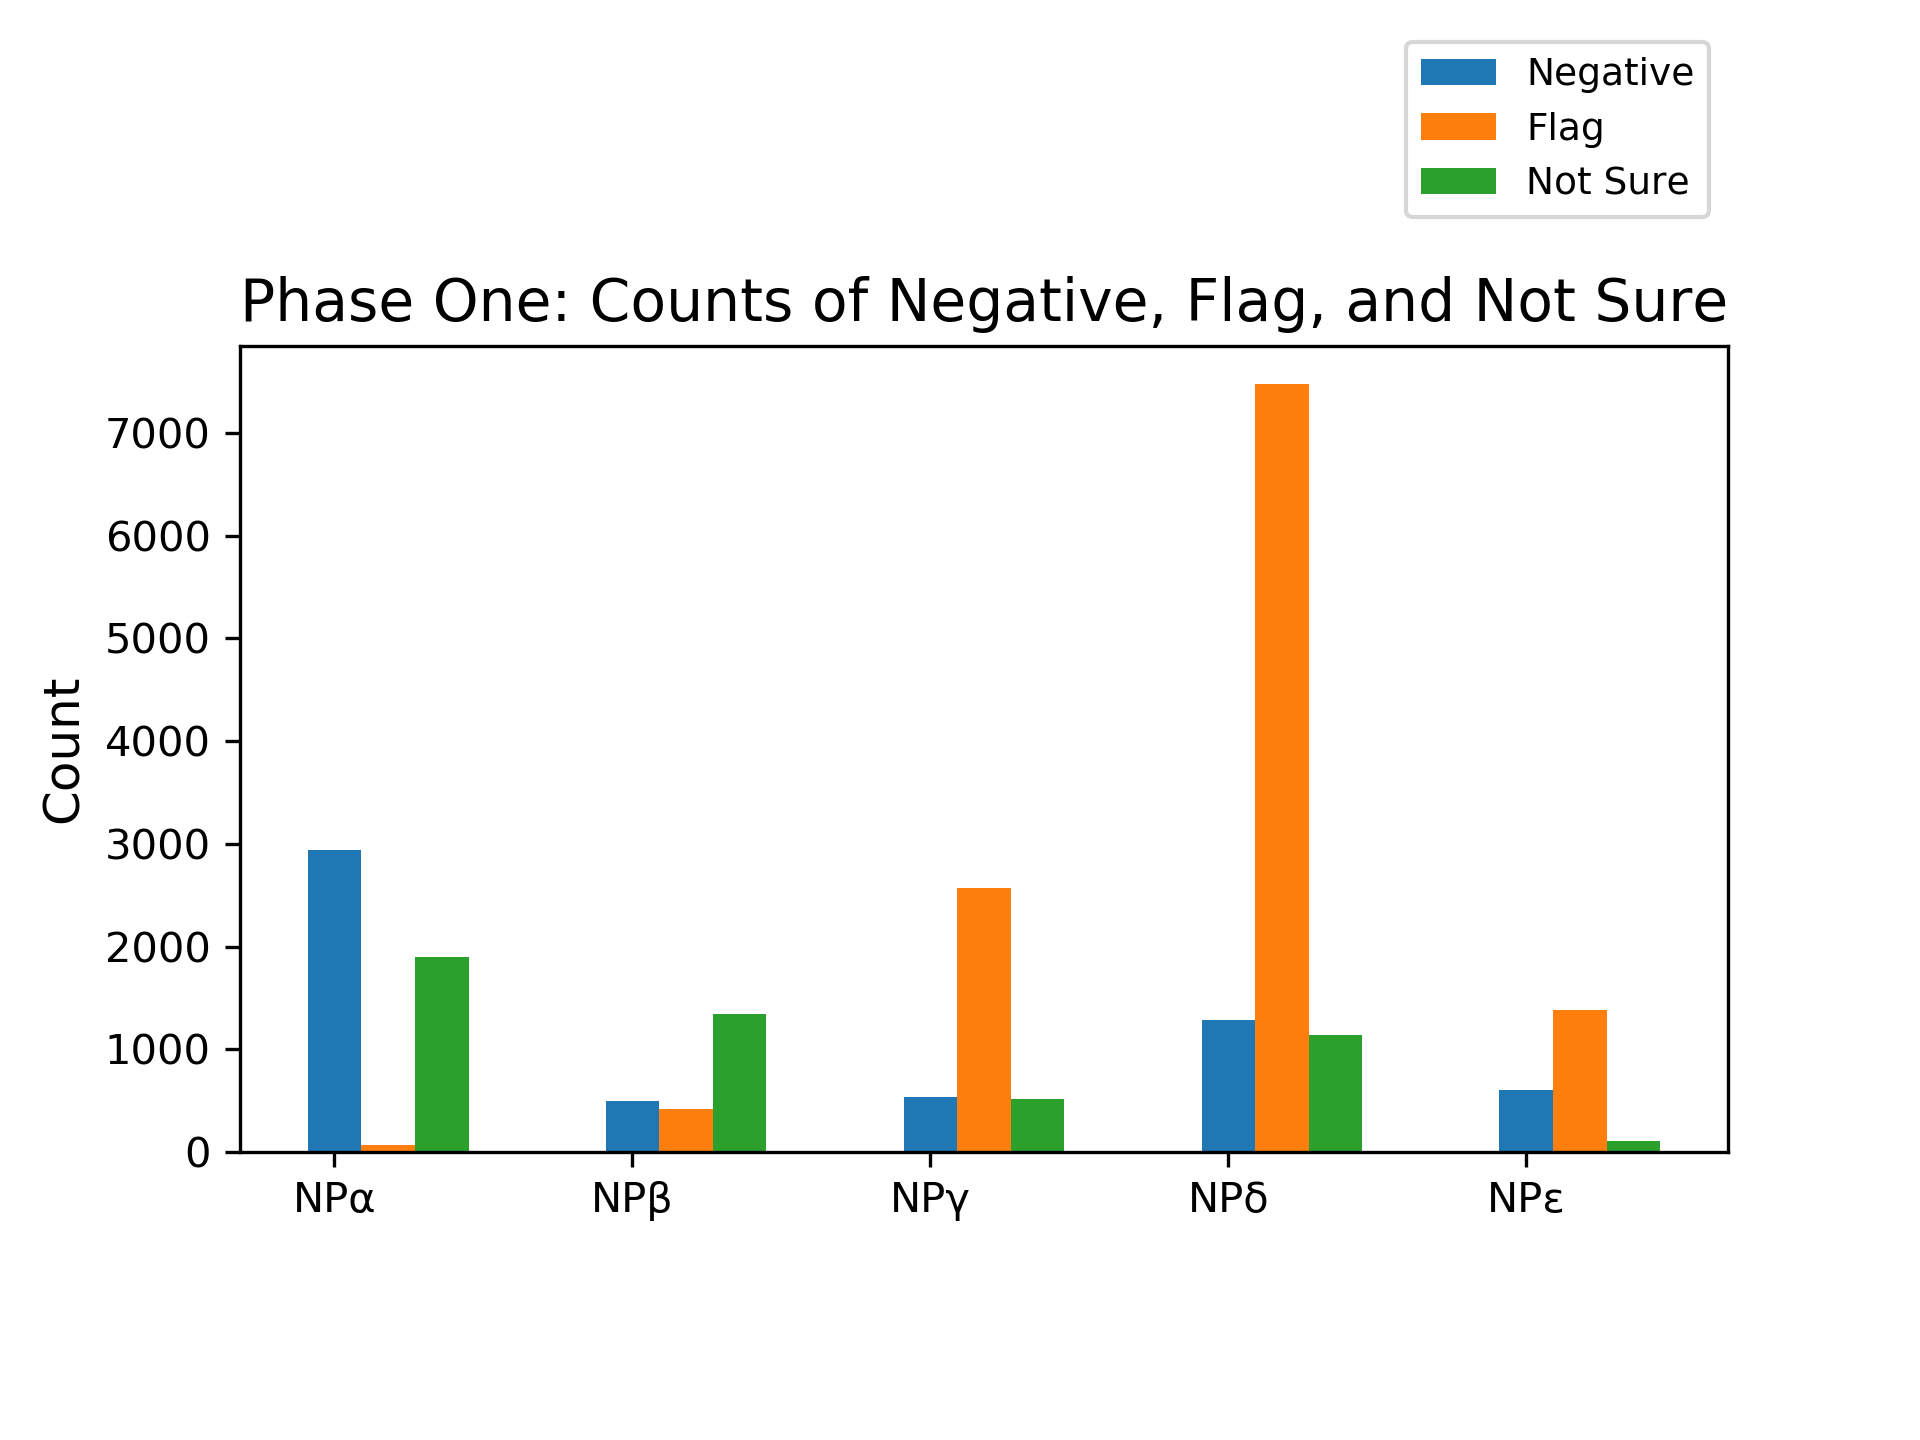 Negative
Flag
Not Sure
Phase One: Counts of Negative, Flag, and Not Sure
Count
7000
6000
5000
4000
3000
2000
1000
0
NPα NPβ NPγ NPδ NPε